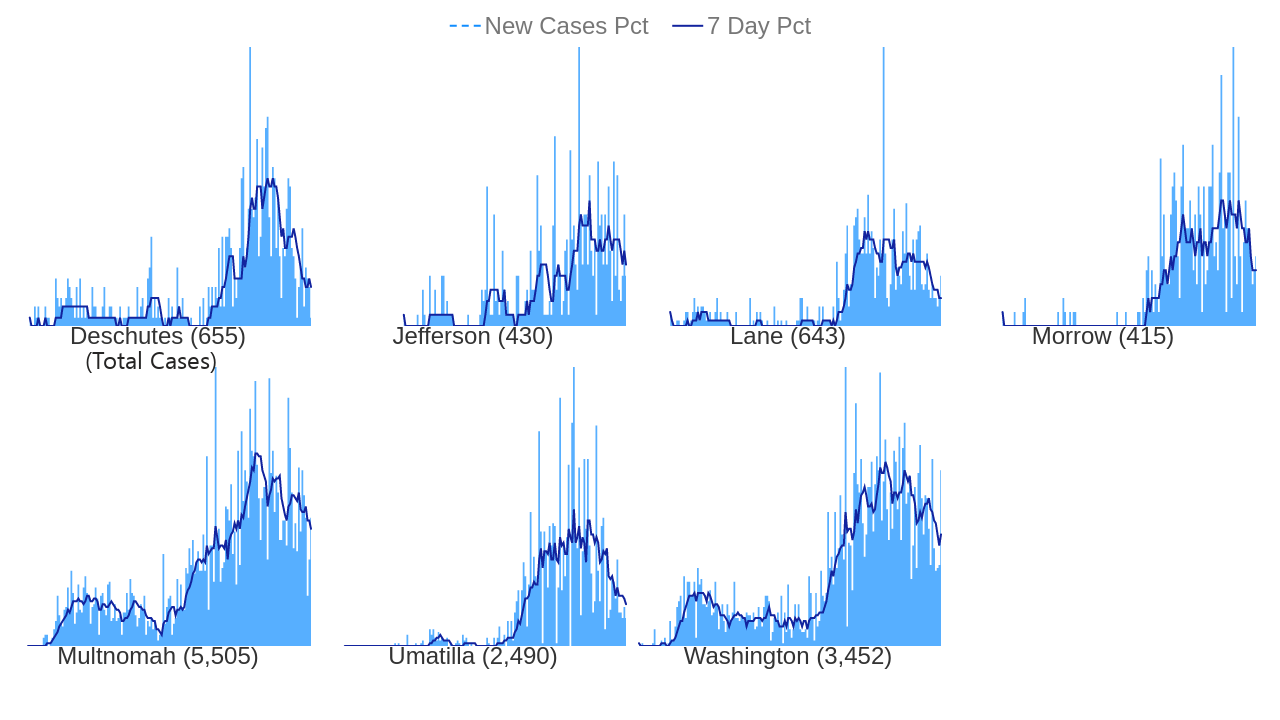 New Cases Pct 7 Day Pct
Deschutes (655) Jefferson (430) Lane (643) Morrow (415)
(Total Cases)
Multnomah (5,505) Umatilla (2,490) Washington (3,452)